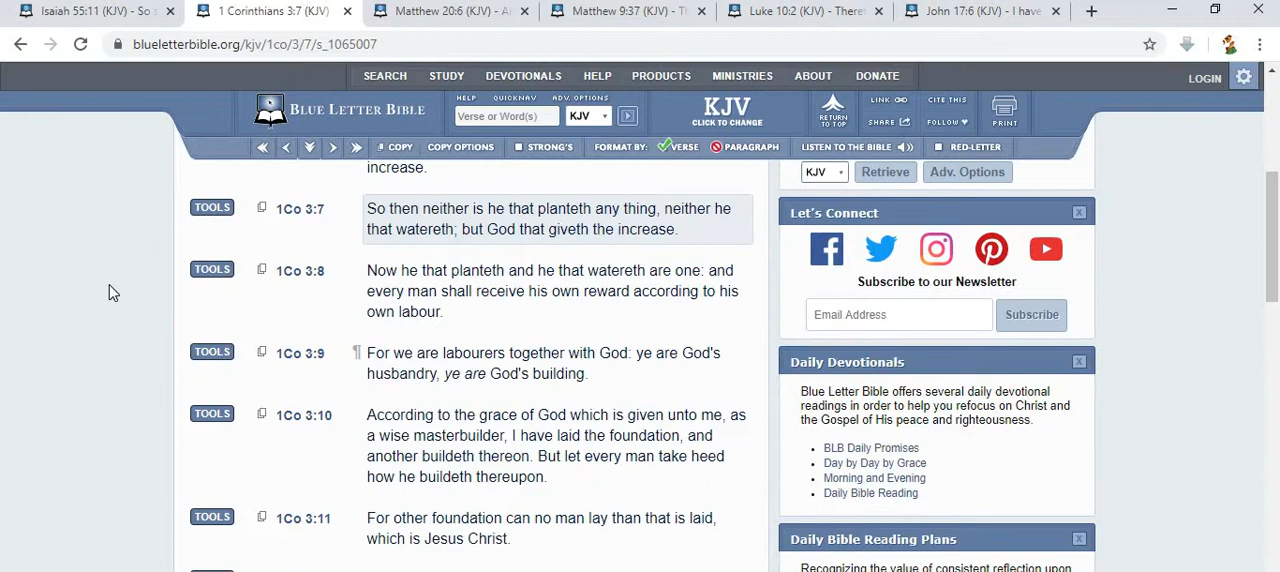 Isaiah 55:11 (KJV) - So s
1 Corinthians 3:7 (KJV)
Matthew 20:6 (KJV) - A
Matthew 9:37 (KJV) - T
Luke 10:2 (KJV) - There
John 17:6 (KJV) - I have
blueletterbible.org/kjv/1co/3/7/s_1065007
SEARCH STUDY DEVOTIONALS HELP PRODUCTS MINISTRIES ABOUT DONATE LOGIN
BLUE LETTER BIBLE
HELP QUICKNAV ADV. OPTIONS
Verse or Word(s) KJV
KJV
CLICK TO CHANGE
RETURN
TO TOP
LINK CITE THIS
SHARE FOLLOW
PRINT
COPY COPY OPTIONS STRONG'S FORMAT BY: VERSE PARAGRAPH LISTEN TO THE BIBLE RED-LETTER
increase.
TOOLS 1Co 3:7 So then neither is he that planteth any thing, neither he
that watereth; but God that giveth the increase.
TOOLS 1Co 3:8 Now he that planteth and he that watereth are one: and
every man shall receive his own reward according to his
own labour.
TOOLS 1Co 3:9 ¶ For we are labourers together with God: ye are God's
husbandry, ye are God's building.
TOOLS 1Co 3:10 According to the grace of God which is given unto me, as
a wise masterbuilder, I have laid the foundation, and
another buildeth thereon. But let every man take heed
how he buildeth thereupon.
TOOLS 1Co 3:11 For other foundation can no man lay than that is laid,
which is Jesus Christ.
KJV Retrieve Adv. Options
Let's Connect X
Subscribe to our Newsletter
Email Address Subscribe
Daily Devotionals X
Blue Letter Bible offers several daily devotional
readings in order to help you refocus on Christ and
the Gospel of His peace and righteousness.
BLB Daily Promises
Day by Day by Grace
Morning and Evening
Daily Bible Reading
Daily Bible Reading Plans X
Recognizing the value of consistent reflection upon